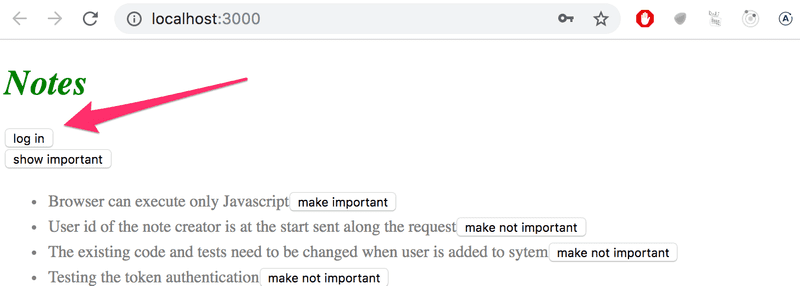 localhost:3000
Notes
log in
show important
Browser can execute only Javascript make important
User id of the note creator is at the start sent along the request make not important
The existing code and tests need to be changed when user is added to sytem make not important
Testing the token authentication make not important